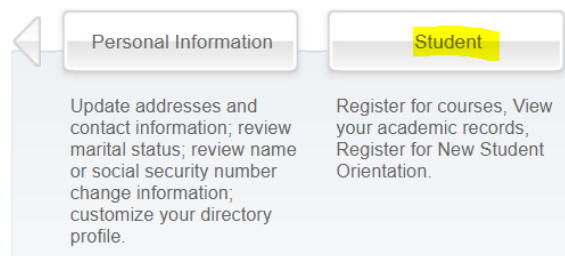 Personal Information
Student
Update addresses and
contact information; review
marital status; review name
or social security number
change information;
customize your directory
profile.
Register for courses, View
your academic records,
Register for New Student
Orientation.